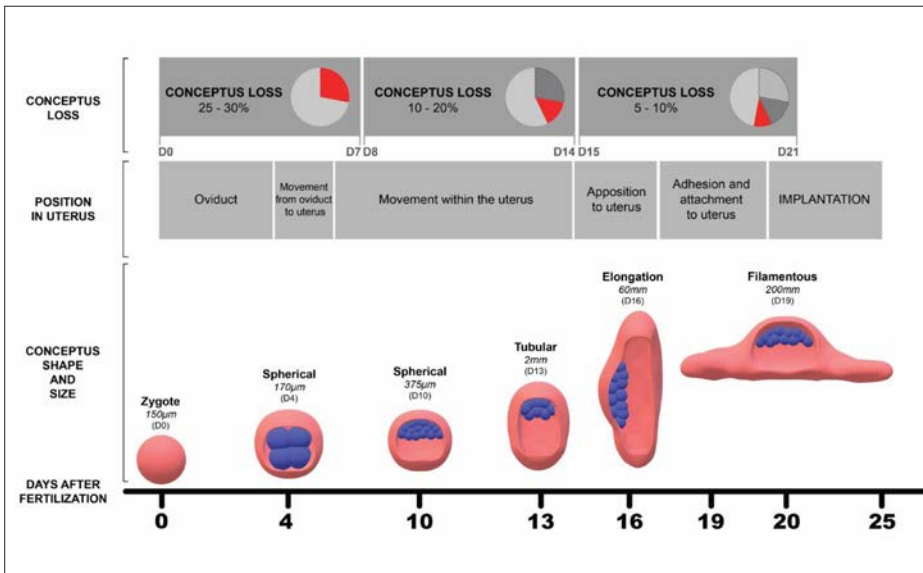 CONCEPTUS
LOSS
CONCEPTUS LOSS
25 - 30%
CONCEPTUS LOSS
10 - 20%
CONCEPTUS LOSS
5 - 10%
D0
D7
D8
D14
D15
D21
POSITION
IN UTERUS
Oviduct
Movement
from oviduct
to uterus
Movement within the uterus
Apposition
to uterus
Adhesion and
attachment
to uterus
IMPLANTATION
CONCEPTUS
SHAPE
AND
SIZE
Zygote
150µm
(D0)
Spherical
170µm
(D4)
Spherical
375µm
(D10)
Tubular
2mm
(D13)
Elongation
60mm
(D16)
Filamentous
200mm
(D19)
DAYS AFTER
FERTILIZATION
0
4
10
13
16
19
20
25